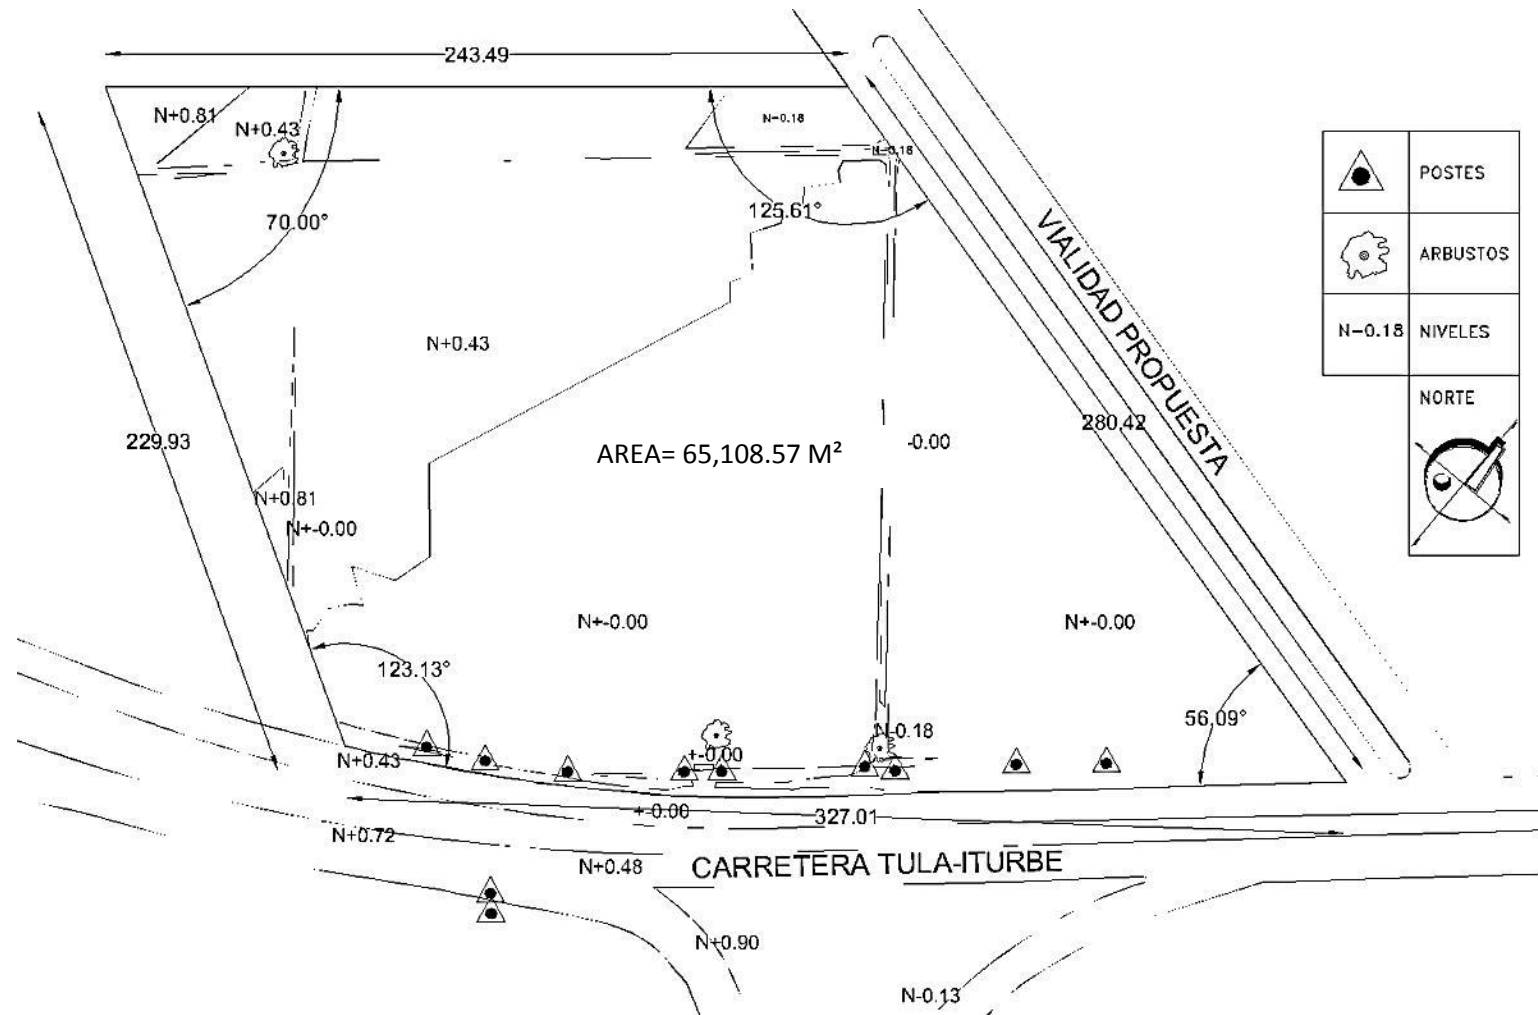 243.49
N+0.81
N+0.43
N-0.18
N-0.18
POSTES
70.00°
125.61°
VIALIDAD PROPUESTA
ARBUSTOS
N-0.18 NIVELES
N+0.43
NORTE
229.93
280.42
AREA= 65,108.57 M²
-0.00
N+0.81
N+-0.00
N+-0.00
N+-0.00
123.13°
56.09°
N-0.18
+-0.00
N+0.43
+-0.00
327.01
N+0.72
CARRETERA TULA-ITURBE
N+0.48
N+0.90
N-0.13